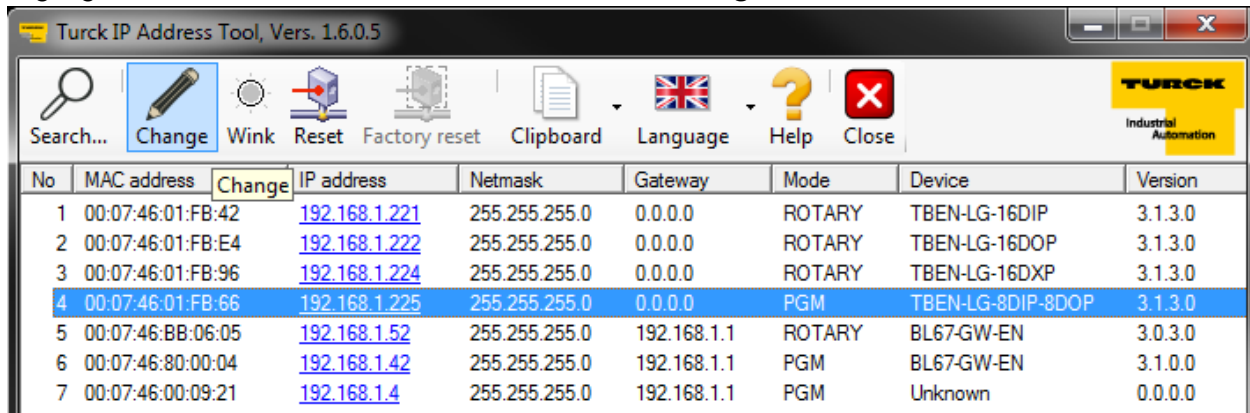 Turck IP Address Tool, Vers. 1.6.0.5
Search... Change Wink Reset Factory reset Clipboard Language Help Close
TURCK
Industrial
Automation
No MAC address Change IP address Netmask Gateway Mode Device Version
1 00:07:46:01:FB:42 192.168.1.221 255.255.255.0 0.0.0.0 ROTARY TBEN-LG-16DIP 3.1.3.0
2 00:07:46:01:FB:E4 192.168.1.222 255.255.255.0 0.0.0.0 ROTARY TBEN-LG-16DOP 3.1.3.0
3 00:07:46:01:FB:96 192.168.1.224 255.255.255.0 0.0.0.0 ROTARY TBEN-LG-16DXP 3.1.3.0
4 00:07:46:01:FB:66 192.168.1.225 255.255.255.0 0.0.0.0 PGM TBEN-LG-8DIP-8DOP 3.1.3.0
5 00:07:46:BB:06:05 192.168.1.52 255.255.255.0 192.168.1.1 ROTARY BL67-GW-EN 3.0.3.0
6 00:07:46:80:00:04 192.168.1.42 255.255.255.0 192.168.1.1 PGM BL67-GW-EN 3.1.0.0
7 00:07:46:00:09:21 192.168.1.4 255.255.255.0 192.168.1.1 PGM Unknown 0.0.0.0